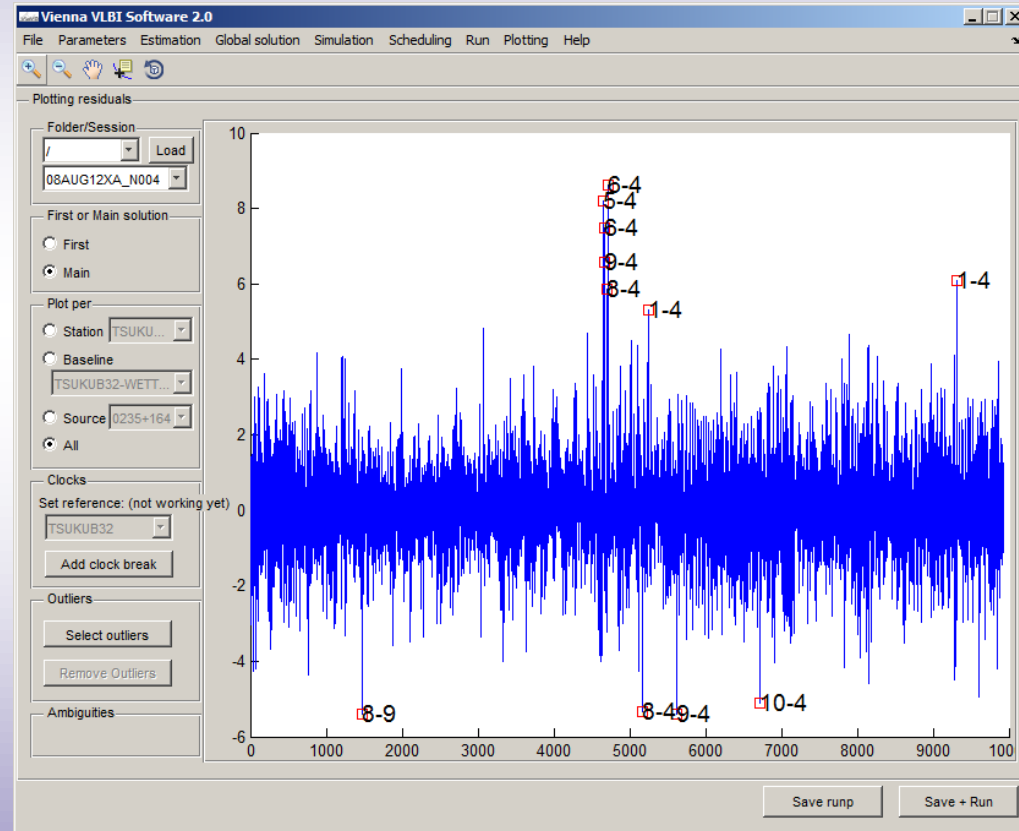 Vienna VLBI Software 2.0
File Parameters Estimation Global solution Simulation Scheduling Run Plotting Help
Plotting residuals
Folder/Session
/
Load
08AUG12XA_N004
First or Main solution
First
Main
Plot per
Station TSUKU...
Baseline
TSUKUB32-WETT...
Source 0235+164
All
Clocks
Set reference: (not working yet)
TSUKUB32
Add clock break
Outliers
Select outliers
Remove Outliers
Ambiguities
10
8
6
4
2
0
-2
-4
-6
0 1000 2000 3000 4000 5000 6000 7000 8000 9000 100
6-4
5-4
6-4
9-4
8-4
1-4
1-4
8-9
8-4
9-4
10-4
Save runp
Save + Run